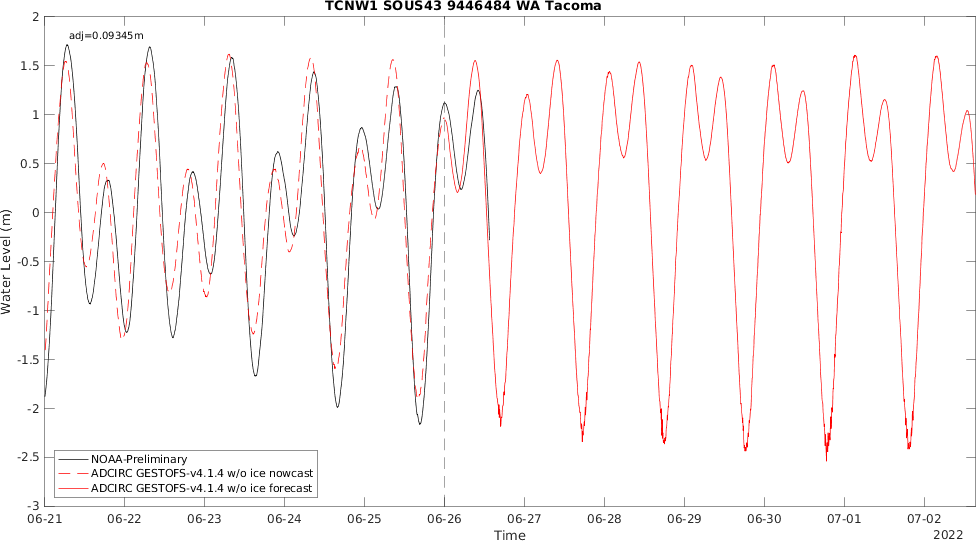 TCNW1 SOUS43 9446484 WA Tacoma
adj=0.09345m
2
1.5
1
0.5
0
-0.5
-1
-1.5
-2
-2.5
-3
Water Level (m)
NOAA-Preliminary
ADCIRC GESTOFS-v4.1.4 w/o ice nowcast
ADCIRC GESTOFS-v4.1.4 w/o ice forecast
06-21 06-22 06-23 06-24 06-25 06-26 06-27 06-28 06-29 06-30 07-01 07-02
Time
2022